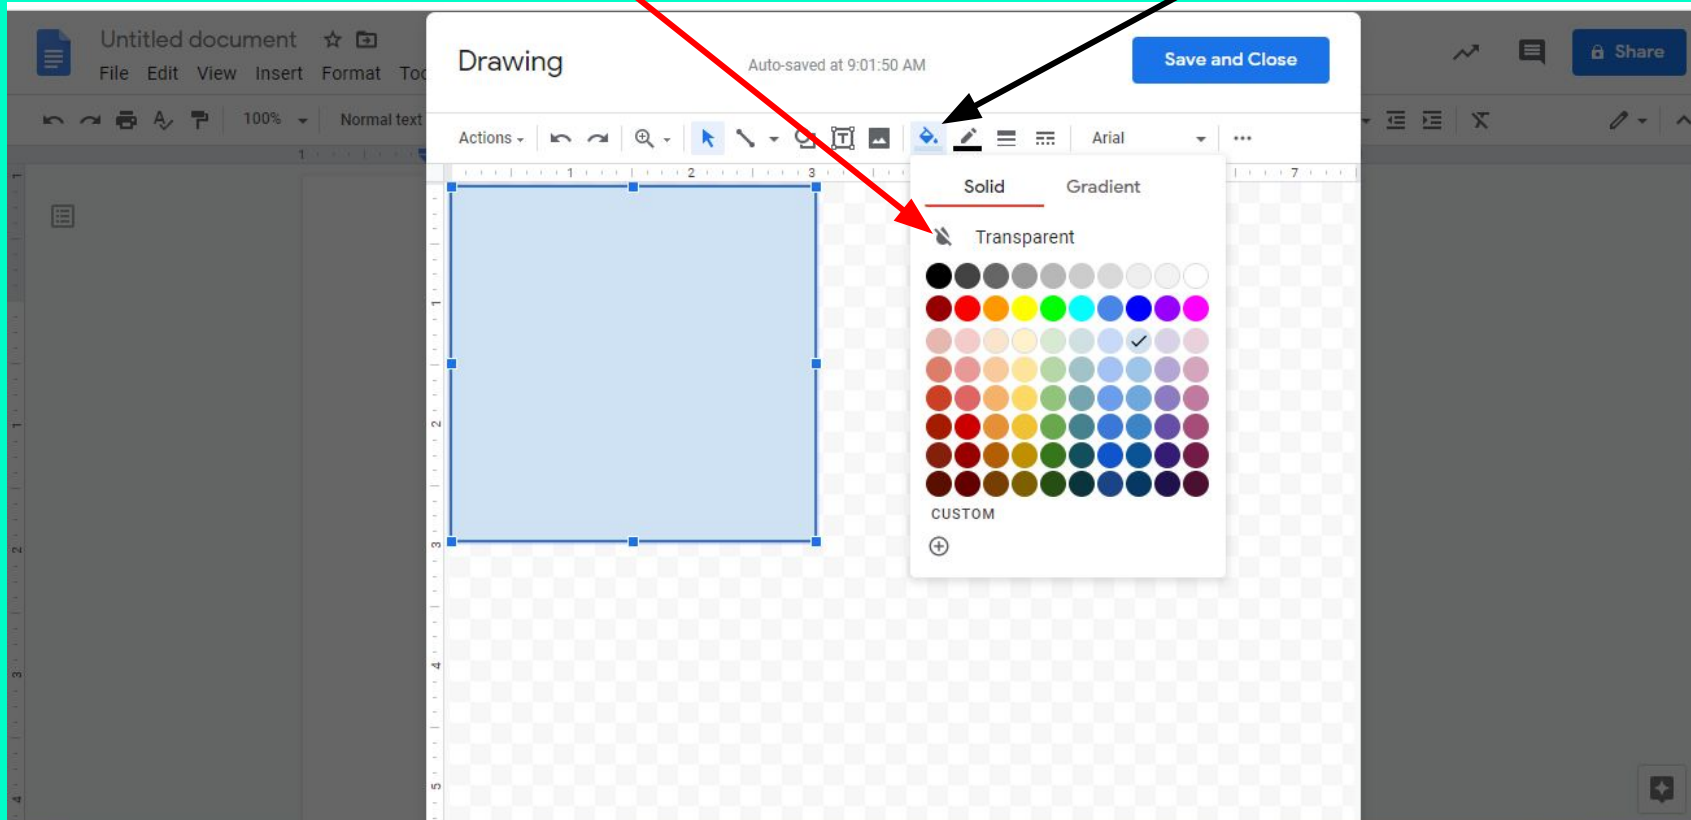 Untitled document
File Edit View Insert Format
Share
100% Normal text
1
Drawing
Auto-saved at 9:01:50 AM
Save and Close
Actions
Arial
1 2 3 7
Solid
Gradient
Transparent
CUSTOM
1
2
3
4
5
1
1
2
3
4